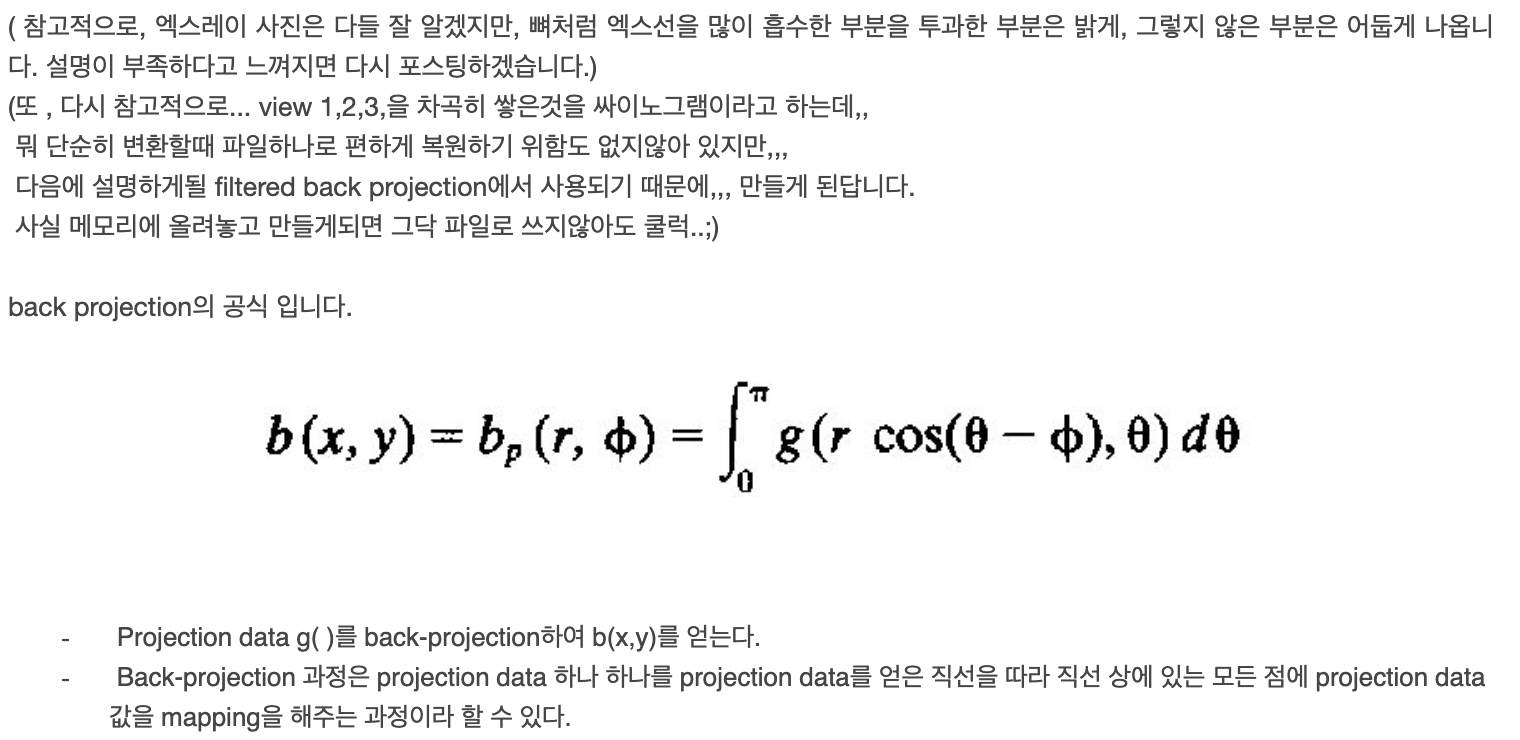 ( 참고적으로, 엑스레이 사진은 다들 잘 알겠지만, 뼈처럼 엑스선을 많이 흡수한 부분을 투과한 부분은 밝게, 그렇지 않은 부분은 어둡게 나옵니
다. 설명이 부족하다고 느껴지면 다시 포스팅하겠습니다.)
(또 , 다시 참고적으로... view 1,2,3,을 차곡히 쌓은것을 싸이노그램이라고 하는데,,
뭐 단순히 변환할때 파일하나로 편하게 복원하기 위함도 없지않아 있지만,,,
다음에 설명하게될 filtered back projection에서 사용되기 때문에,,, 만들게 된답니다.
사실 메모리에 올려놓고 만들게되면 그닥 파일로 쓰지않아도 쿨럭..;)
back projection의 공식 입니다.
b(x, y) = b_p(r, ϕ) = ∫_0^π g(r cos(θ − ϕ), θ) dθ
- Projection data g( )를 back-projection하여 b(x,y)를 얻는다.
- Back-projection 과정은 projection data 하나 하나를 projection data를 얻은 직선을 따라 직선 상에 있는 모든 점에 projection data
값을 mapping을 해주는 과정이라 할 수 있다.